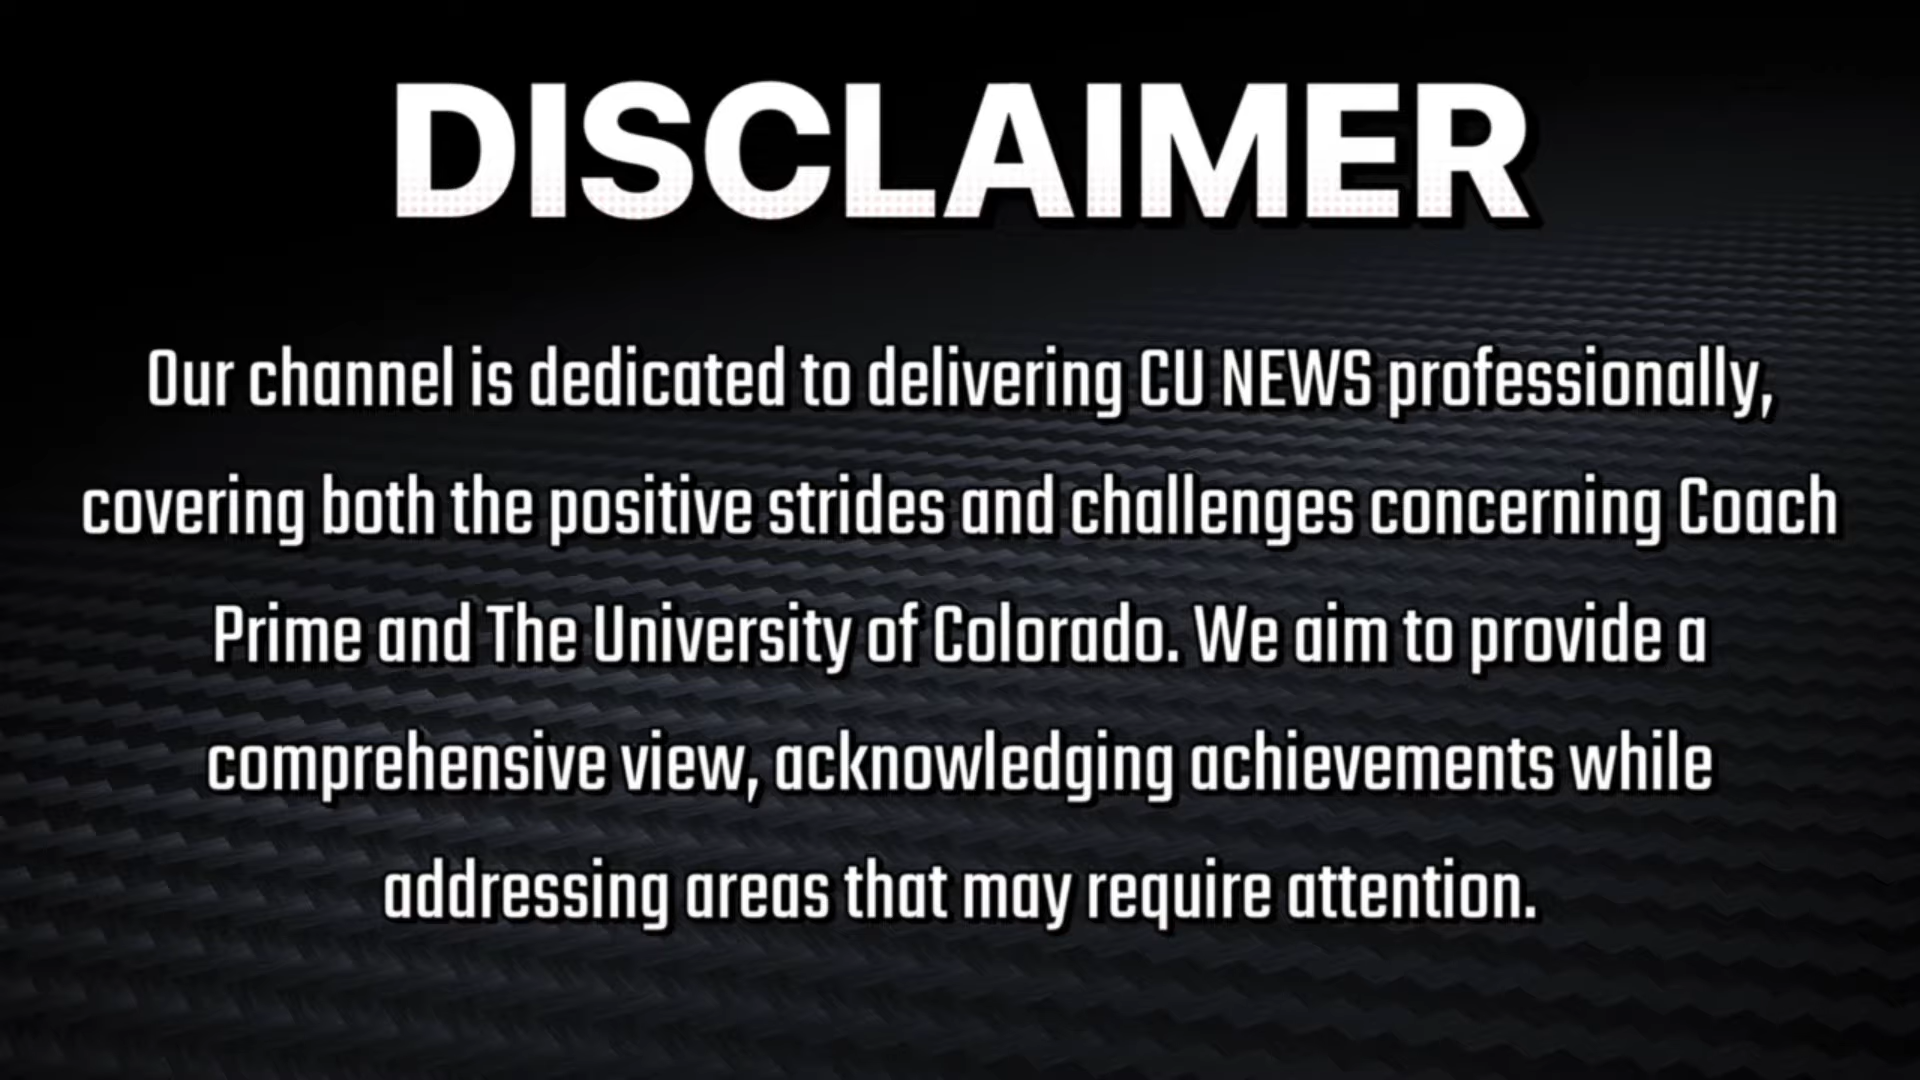 DISCLAIMER
Our channel is dedicated to delivering CU NEWS professionally,
covering both the positive strides and challenges concerning Coach
Prime and The University of Colorado. We aim to provide a
comprehensive view, acknowledging achievements while
addressing areas that may require attention.